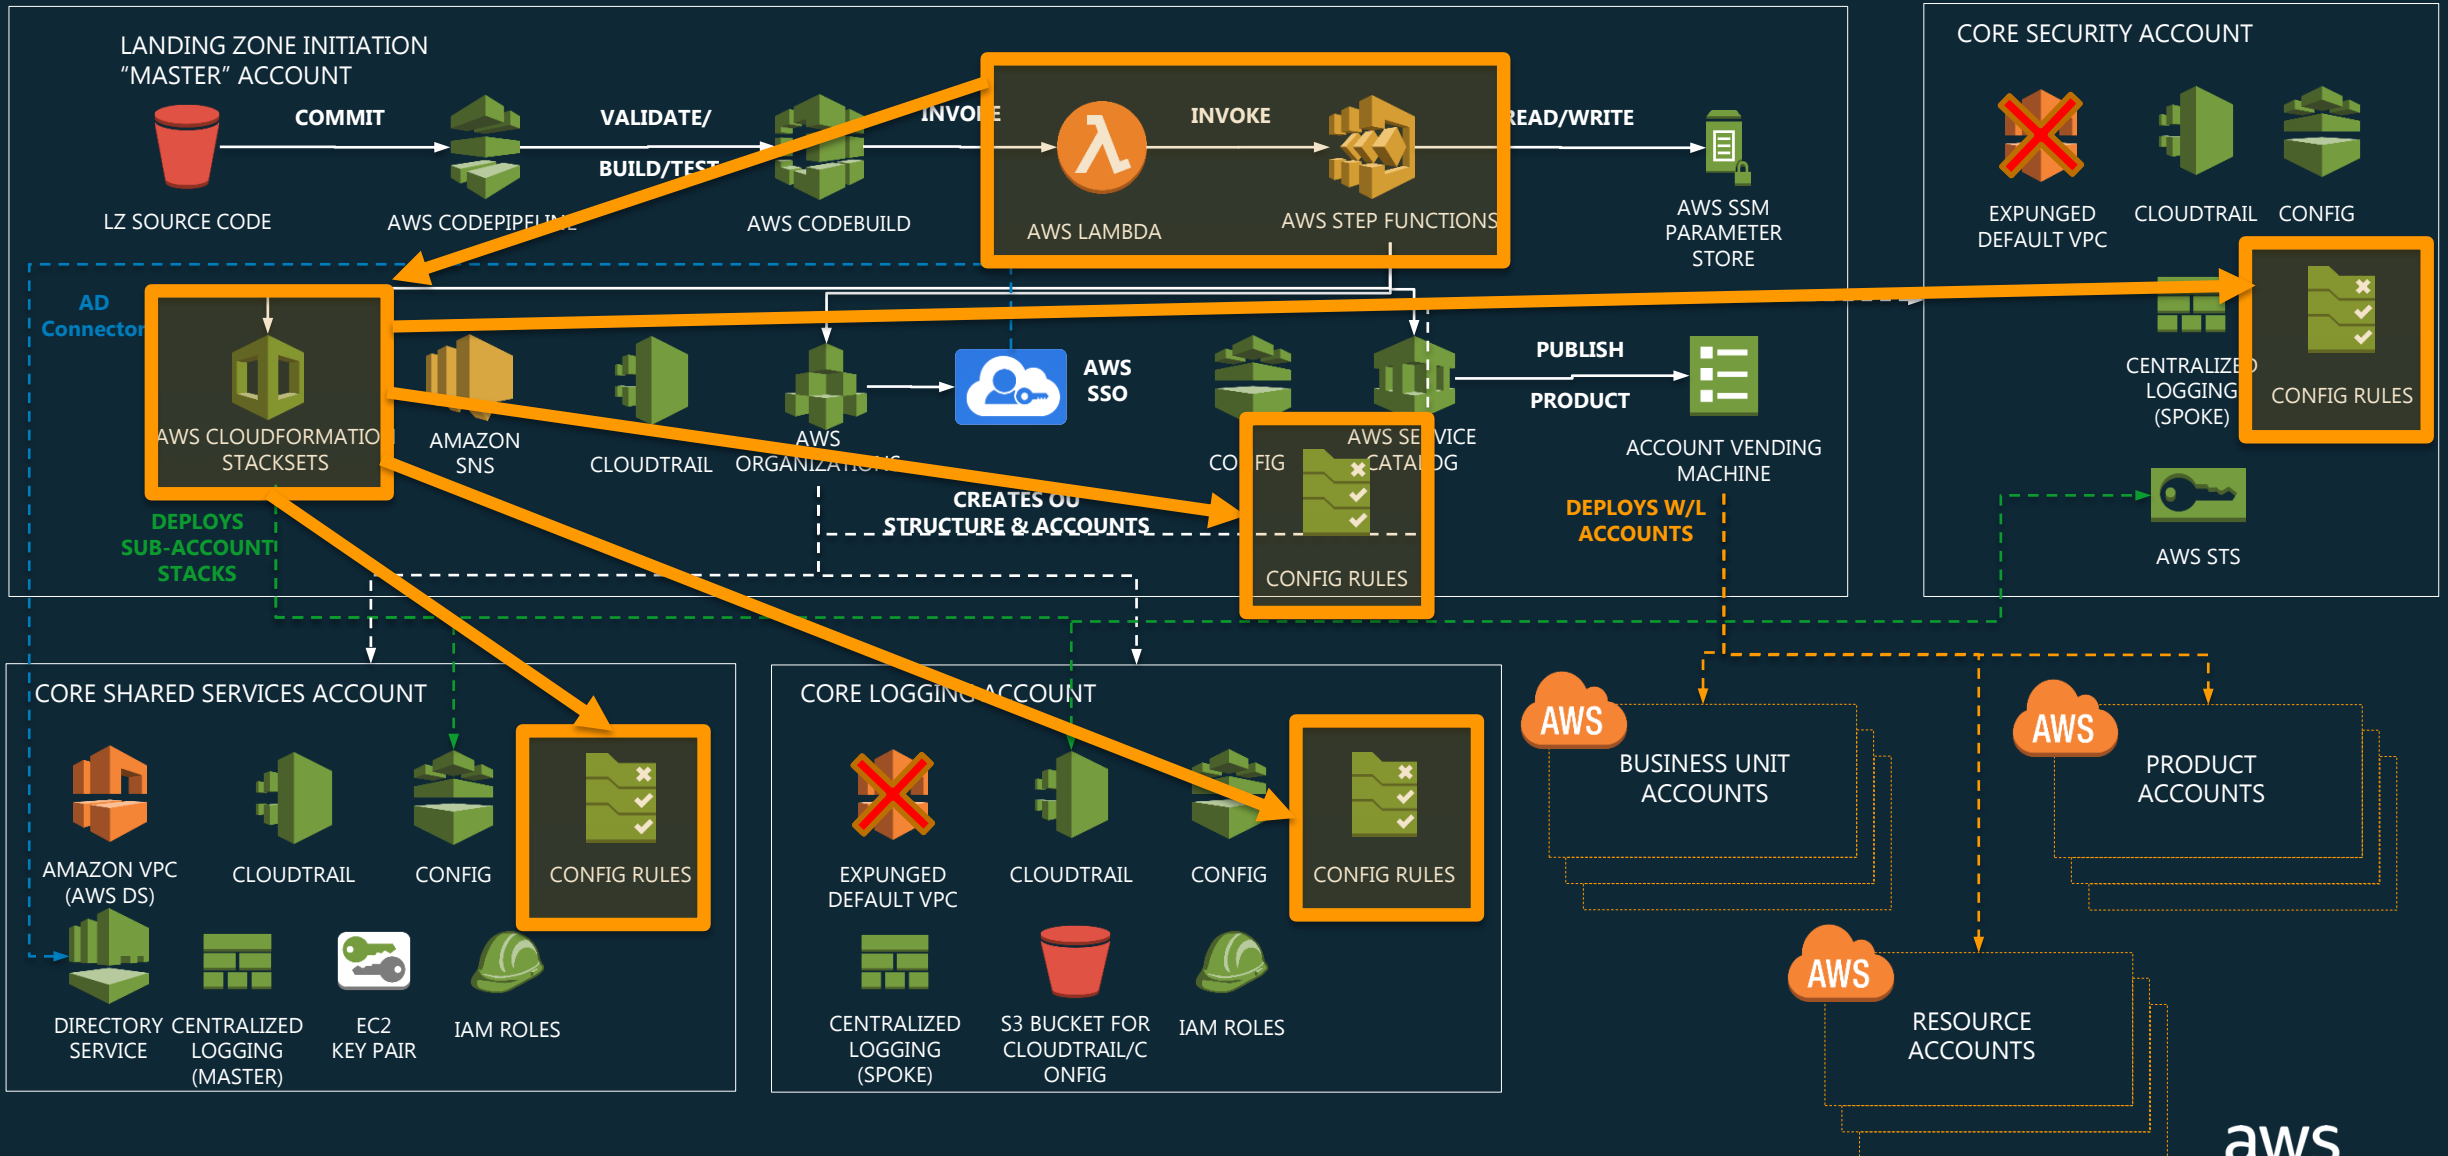 LANDING ZONE INITIATION
“MASTER” ACCOUNT
COMMIT
VALIDATE/
BUILD/TEST
INVOKE
INVOKE
READ/WRITE
LZ SOURCE CODE
AWS CODEPIPELINE
AWS CODEBUILD
AWS LAMBDA
AWS STEP FUNCTIONS
AWS SSM
PARAMETER
STORE
AD
Connector
AWS CLOUDFORMATION
STACKSETS
AMAZON
SNS
CLOUDTRAIL
AWS
ORGANIZATIONS
AWS
SSO
CONFIG
AWS SERVICE
CATALOG
PUBLISH
PRODUCT
ACCOUNT VENDING
MACHINE
DEPLOYS
SUB-ACCOUNT
STACKS
CREATES OU
STRUCTURE & ACCOUNTS
CONFIG RULES
DEPLOYS W/L
ACCOUNTS
CORE SECURITY ACCOUNT
EXPUNGED
DEFAULT VPC
CLOUDTRAIL
CONFIG
CENTRALIZED
LOGGING
(SPOKE)
CONFIG RULES
AWS STS
CORE SHARED SERVICES ACCOUNT
AMAZON VPC
(AWS DS)
CLOUDTRAIL
CONFIG
CONFIG RULES
DIRECTORY
SERVICE
CENTRALIZED
LOGGING
(MASTER)
EC2
KEY PAIR
IAM ROLES
CORE LOGGING ACCOUNT
EXPUNGED
DEFAULT VPC
CLOUDTRAIL
CONFIG
CONFIG RULES
CENTRALIZED
LOGGING
(SPOKE)
S3 BUCKET FOR
CLOUDTRAIL/C
ONFIG
IAM ROLES
AWS
BUSINESS UNIT
ACCOUNTS
AWS
PRODUCT
ACCOUNTS
AWS
RESOURCE
ACCOUNTS
aws